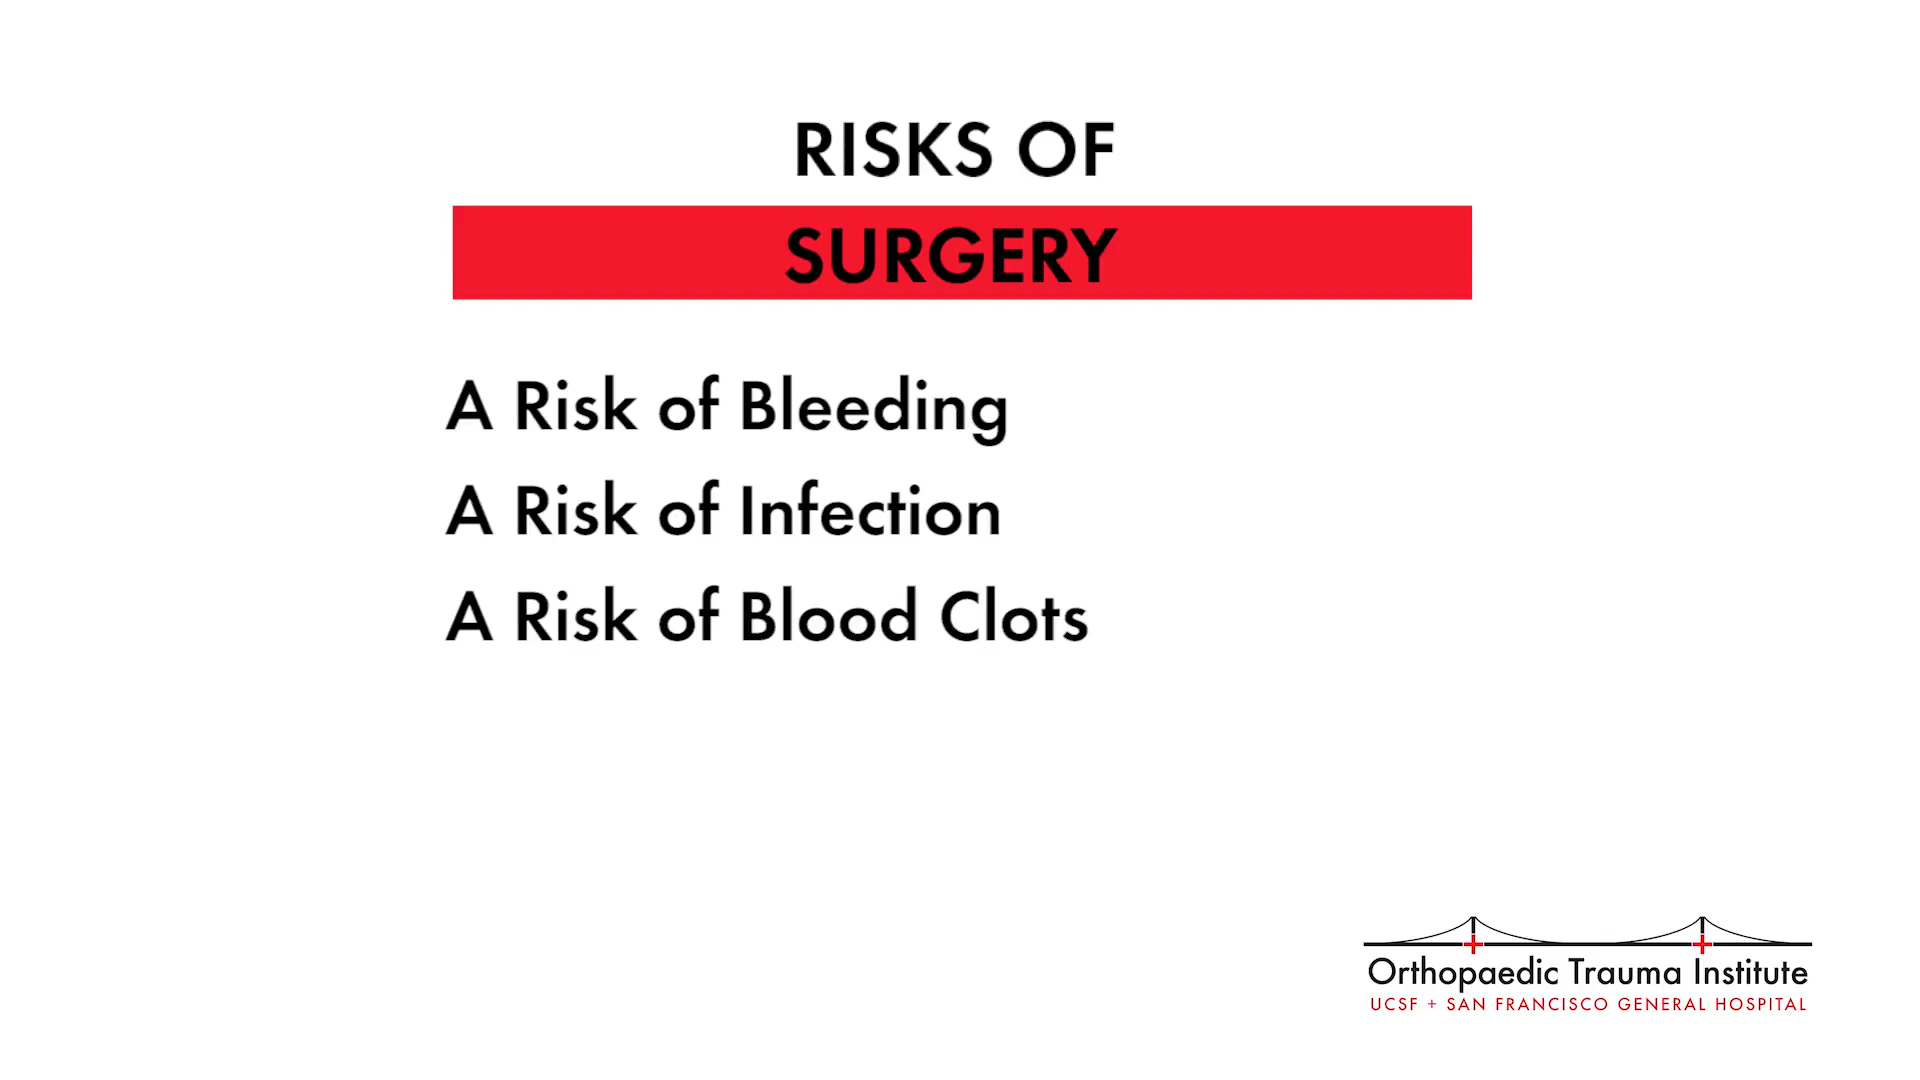 RISKS OF
SURGERY
A Risk of Bleeding
A Risk of Infection
A Risk of Blood Clots
Orthopaedic Trauma Institute
UCSF + SAN FRANCISCO GENERAL HOSPITAL